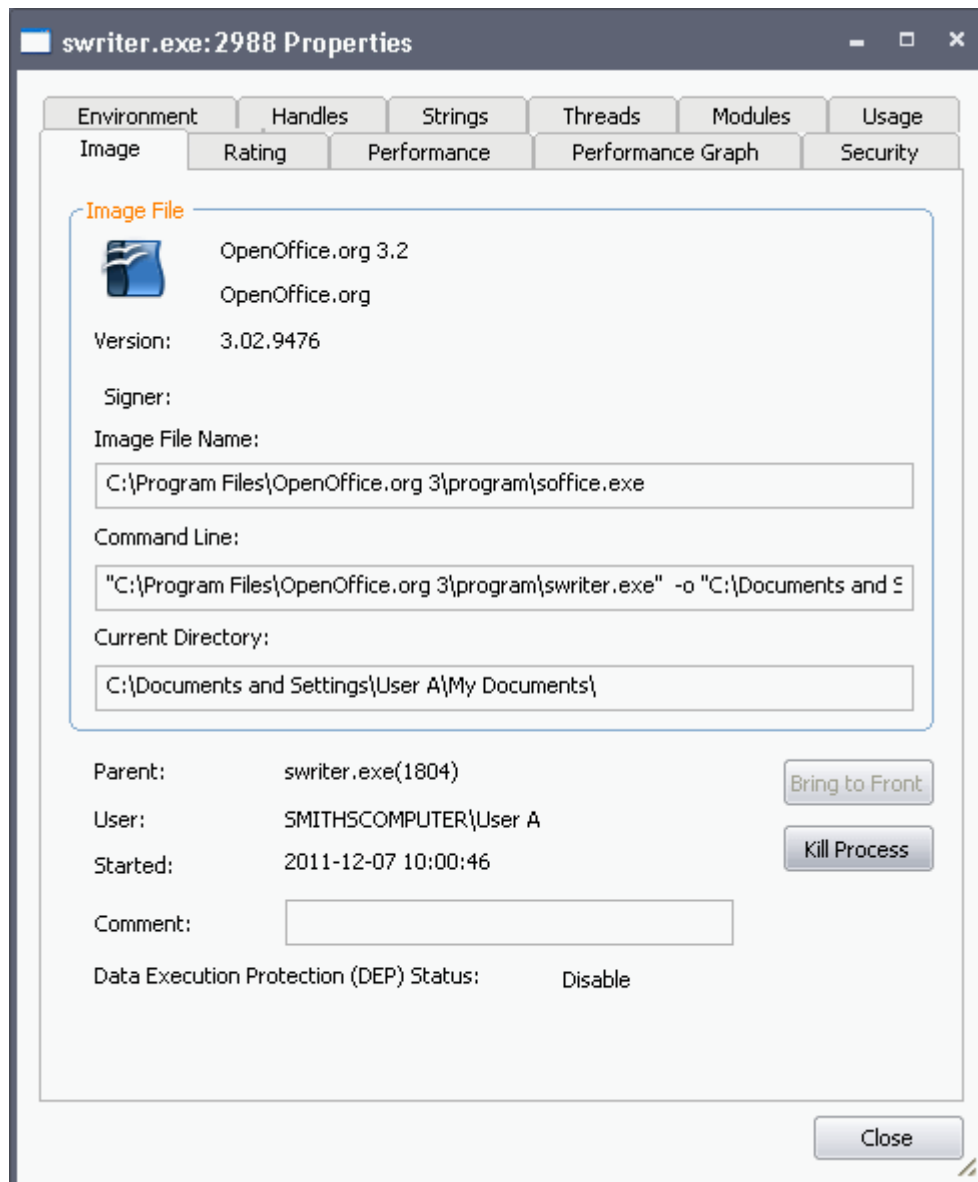 swriter.exe:2988 Properties
Environment Handles Strings Threads Modules Usage
Image Rating Performance Performance Graph Security
Image File
OpenOffice.org 3.2
OpenOffice.org
Version: 3.02.9476
Signer:
Image File Name:
C:\Program Files\OpenOffice.org 3\program\soffice.exe
Command Line:
"C:\Program Files\OpenOffice.org 3\program\swriter.exe"  -o "C:\Documents and S
Current Directory:
C:\Documents and Settings\User A\My Documents\
Parent: swriter.exe(1804)
Bring to Front
User: SMITHSCOMPUTER\User A
Kill Process
Started: 2011-12-07 10:00:46
Comment:
Data Execution Protection (DEP) Status: Disable
Close